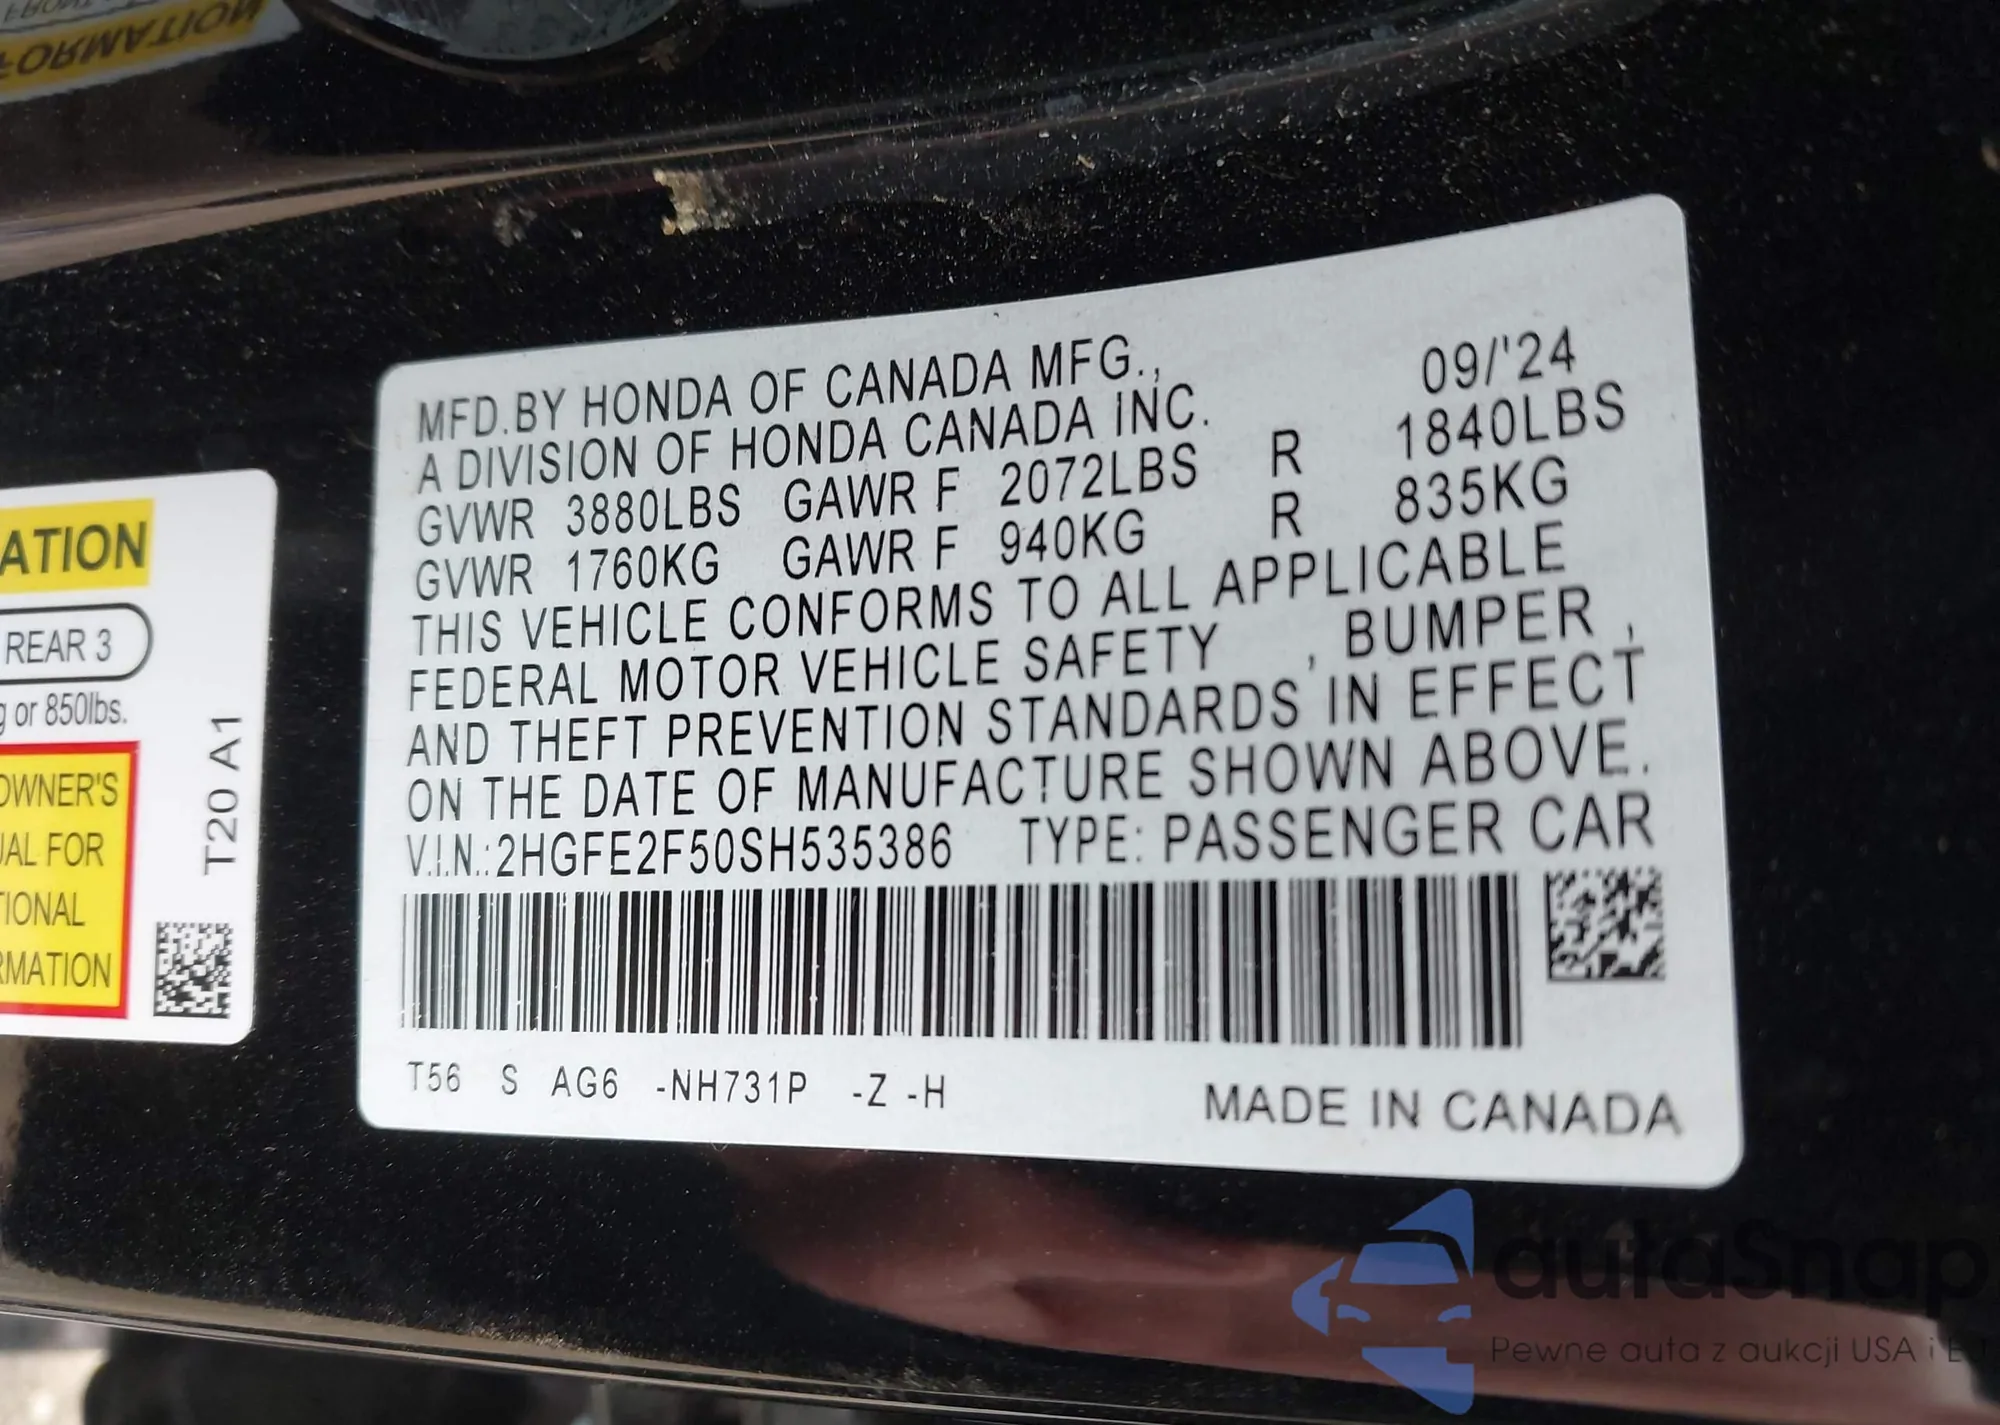 FORMATION
ATION
REAR 3
g or 850lbs.
OWNER'S
UAL FOR
TIONAL
RMATION
T20 A1
MFD.BY HONDA OF CANADA MFG., 09/'24
A DIVISION OF HONDA CANADA INC.
GVWR 3880LBS GAWR F 2072LBS R 1840LBS
GVWR 1760KG GAWR F 940KG R 835KG
THIS VEHICLE CONFORMS TO ALL APPLICABLE
FEDERAL MOTOR VEHICLE SAFETY , BUMPER ,
AND THEFT PREVENTION STANDARDS IN EFFECT
ON THE DATE OF MANUFACTURE SHOWN ABOVE.
V.I.N.:2HGFE2F50SH535386 TYPE: PASSENGER CAR
T56 S AG6 -NH731P -Z -H
MADE IN CANADA
autaSnap
Pewne auta z aukcji USA i EU